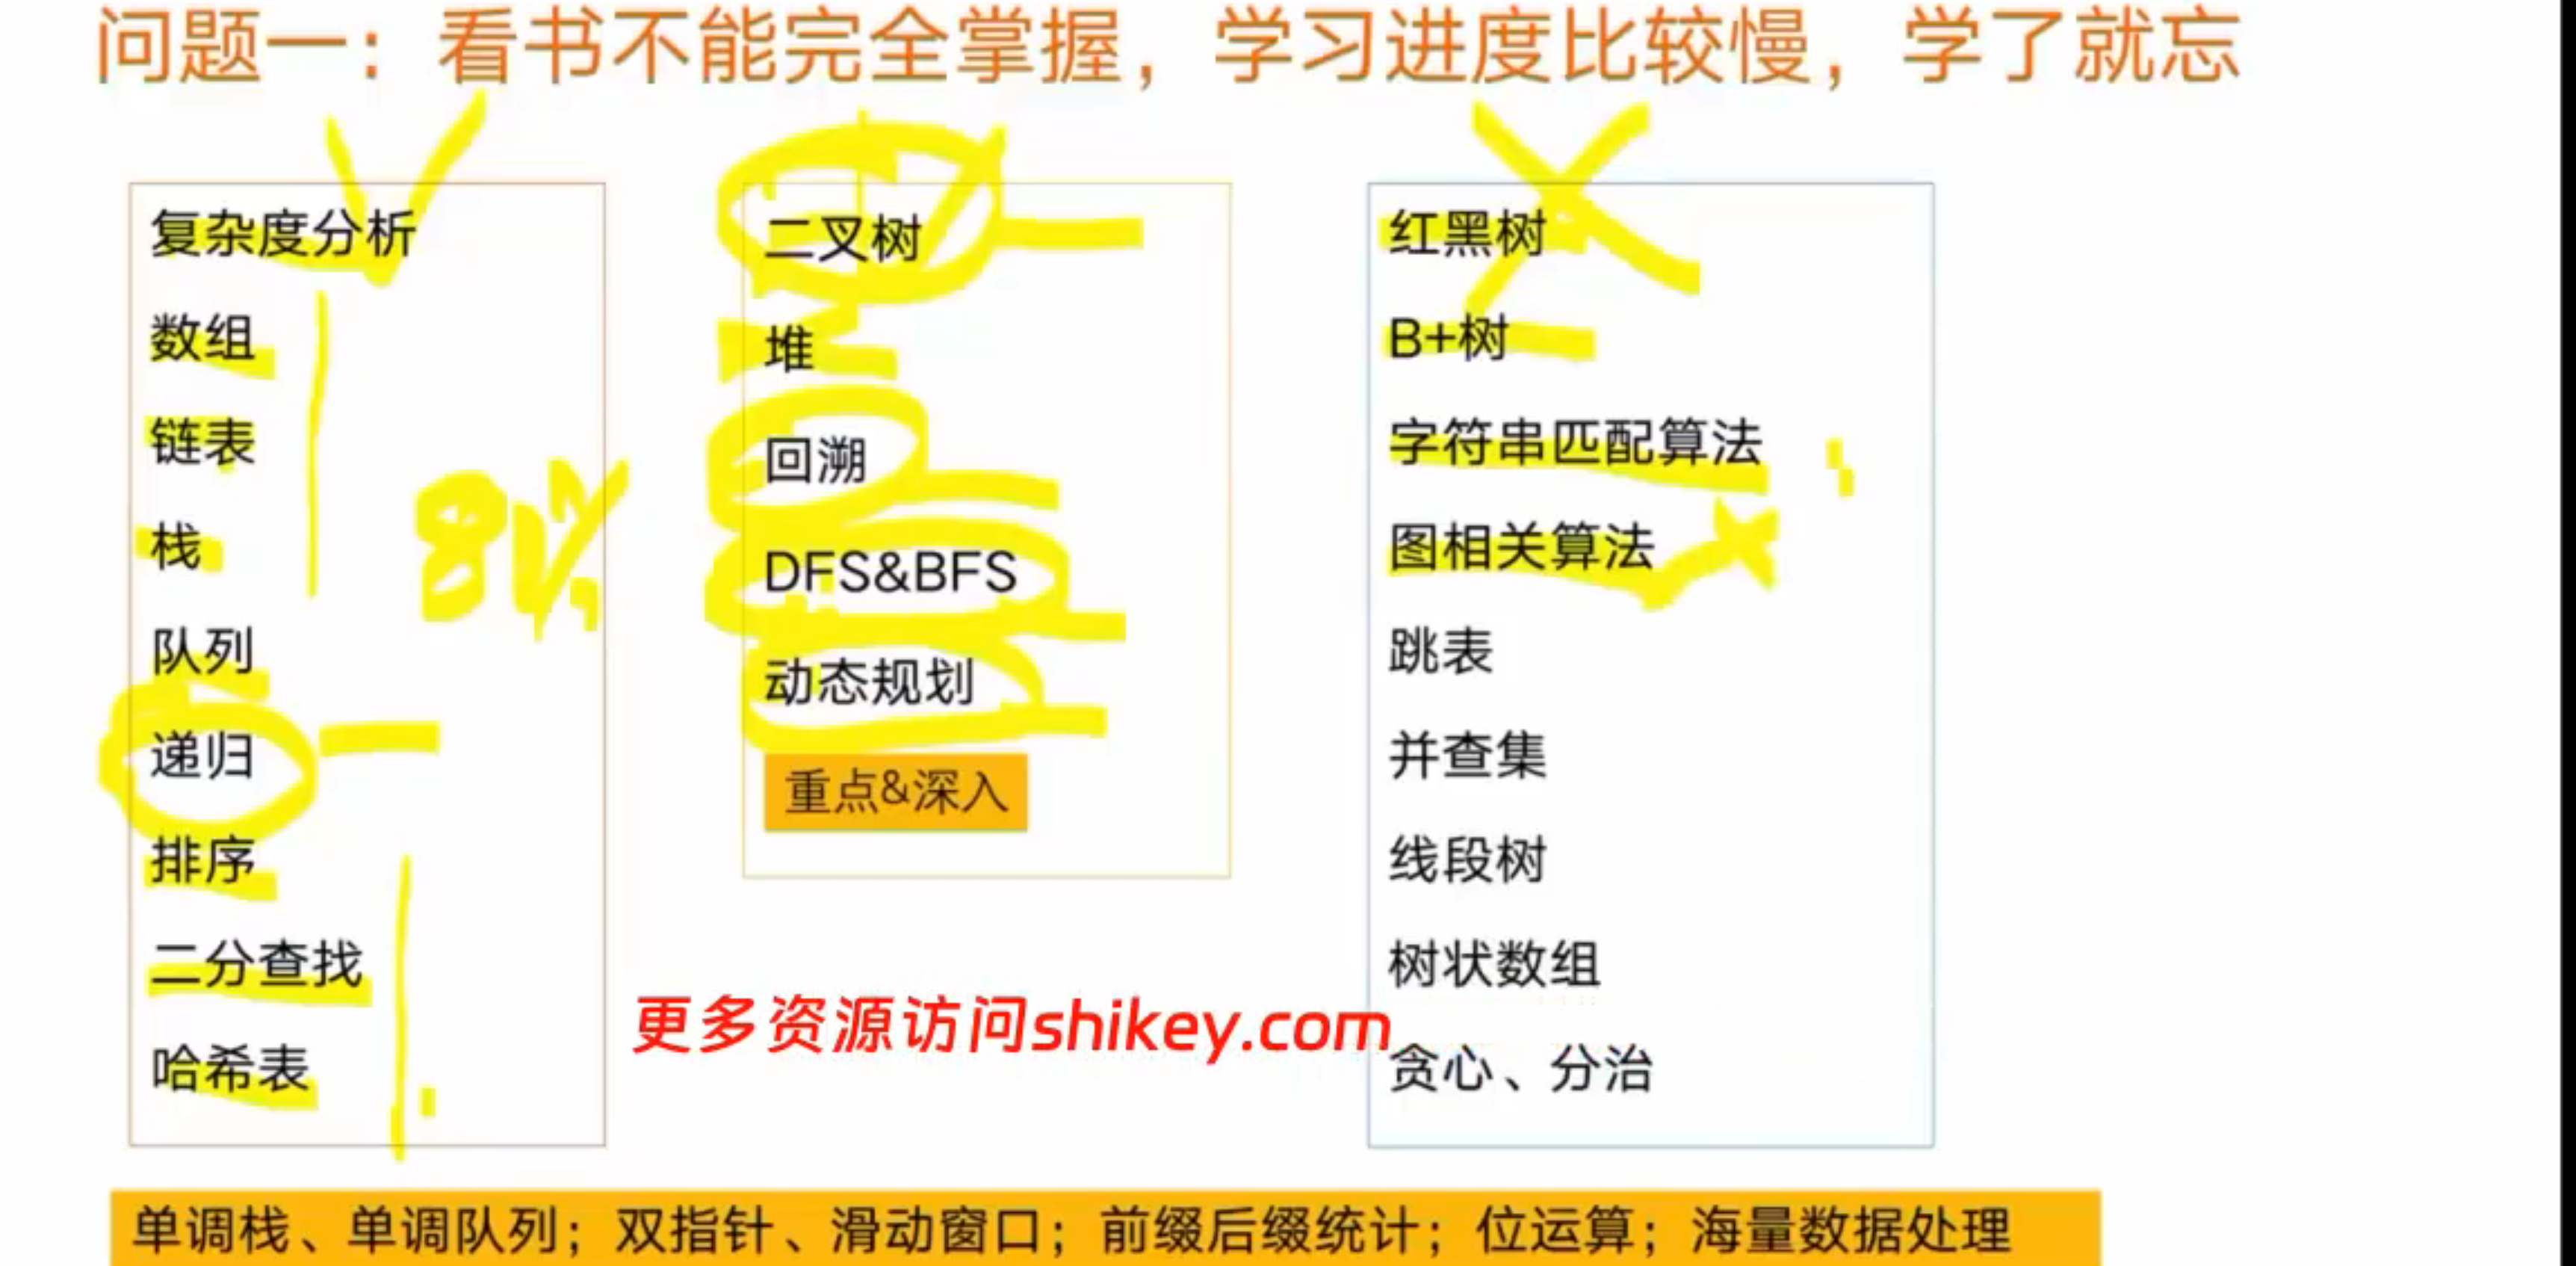 问题一：看书不能完全掌握，学习进度比较慢，学了就忘
复杂度分析
数组
链表
栈
队列
递归
排序
二分查找
哈希表
二叉树
堆
回溯
DFS&BFS
动态规划
重点&深入
红黑树
B+树
字符串匹配算法
图相关算法
跳表
并查集
线段树
树状数组
贪心、分治
更多资源访问shikey.com
单调栈、单调队列；双指针、滑动窗口；前缀后缀统计；位运算；海量数据处理